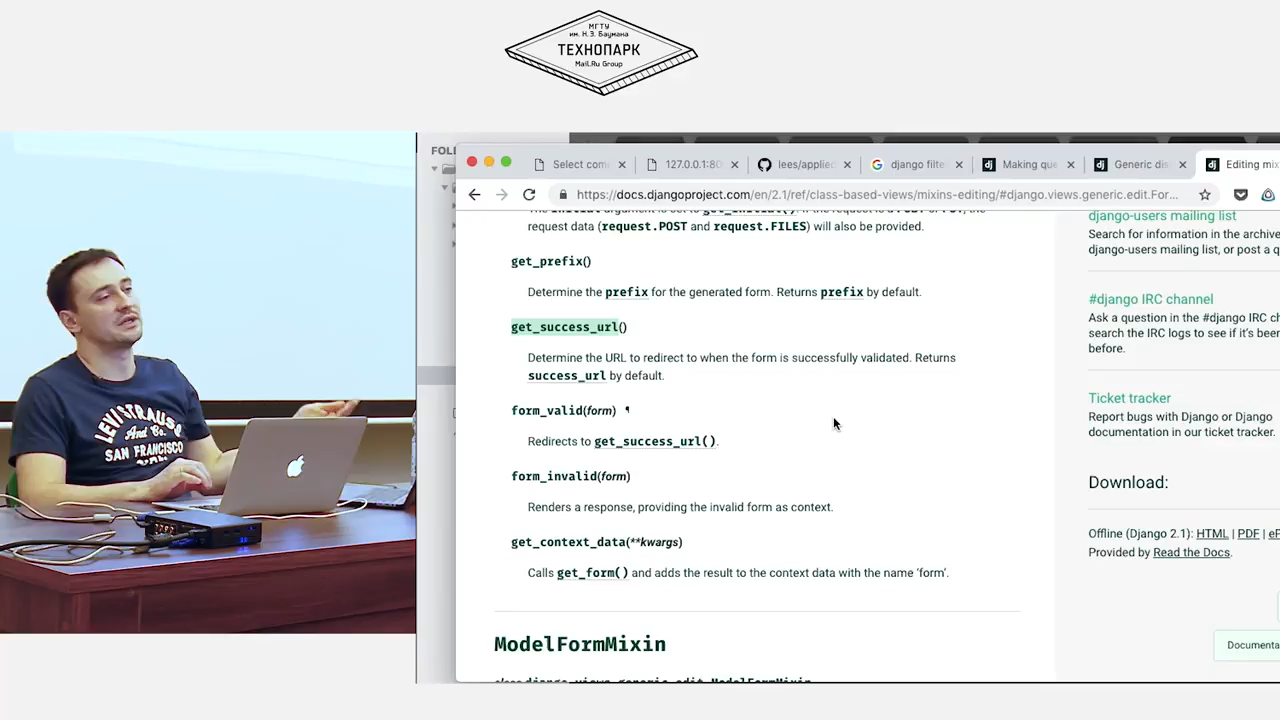 МГТУ
им. Н.Э. Баумана
ТЕХНОПАРК
Mail.Ru Group
FOL
Select com
127.0.0.1:80
lees/applied
django filte
Making que
Generic dis
Editing mix
https://docs.djangoproject.com/en/2.1/ref/class-based-views/mixins-editing/#django.views.generic.edit.For...
request data (request.POST and request.FILES) will also be provided.
get_prefix()
Determine the prefix for the generated form. Returns prefix by default.
get_success_url()
Determine the URL to redirect to when the form is successfully validated. Returns
success_url by default.
form_valid(form) ¶
Redirects to get_success_url().
form_invalid(form)
Renders a response, providing the invalid form as context.
get_context_data(**kwargs)
Calls get_form() and adds the result to the context data with the name 'form'.
ModelFormMixin
class django.views.generic.edit.ModelFormMixin
django-users mailing list
Search for information in the archive
django-users mailing list, or post a q
#django IRC channel
Ask a question in the #django IRC ch
search the IRC logs to see if it's been
before.
Ticket tracker
Report bugs with Django or Django
documentation in our ticket tracker.
Download:
Offline (Django 2.1): HTML | PDF | eP
Provided by Read the Docs.
Documenta
LEVI STRAUSS
And Co.
SAN FRANCISCO